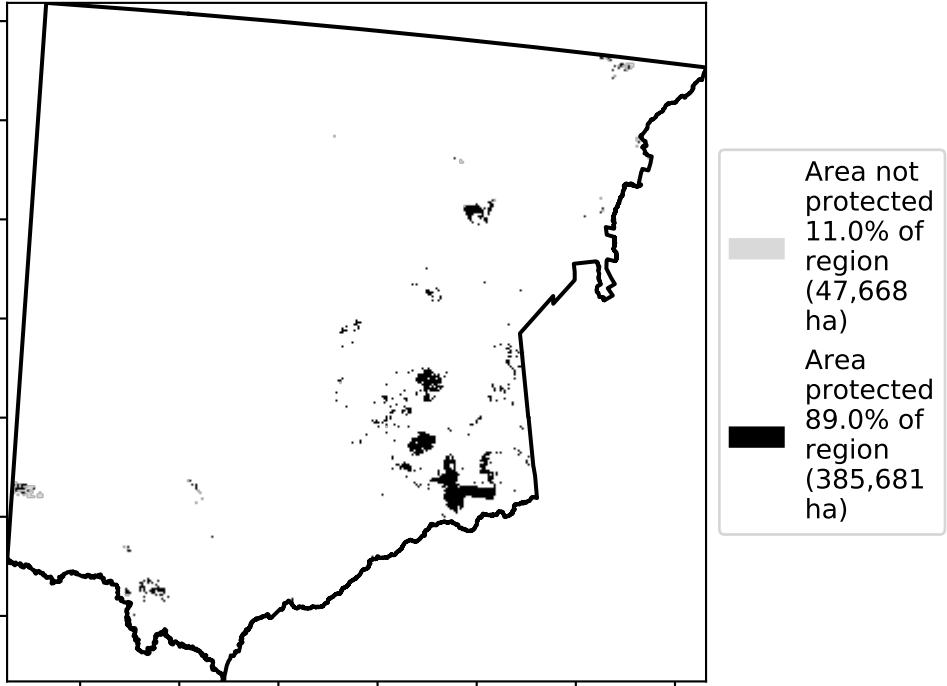 Area not
protected
11.0% of
region
(47,668
ha)
Area
protected
89.0% of
region
(385,681
ha)